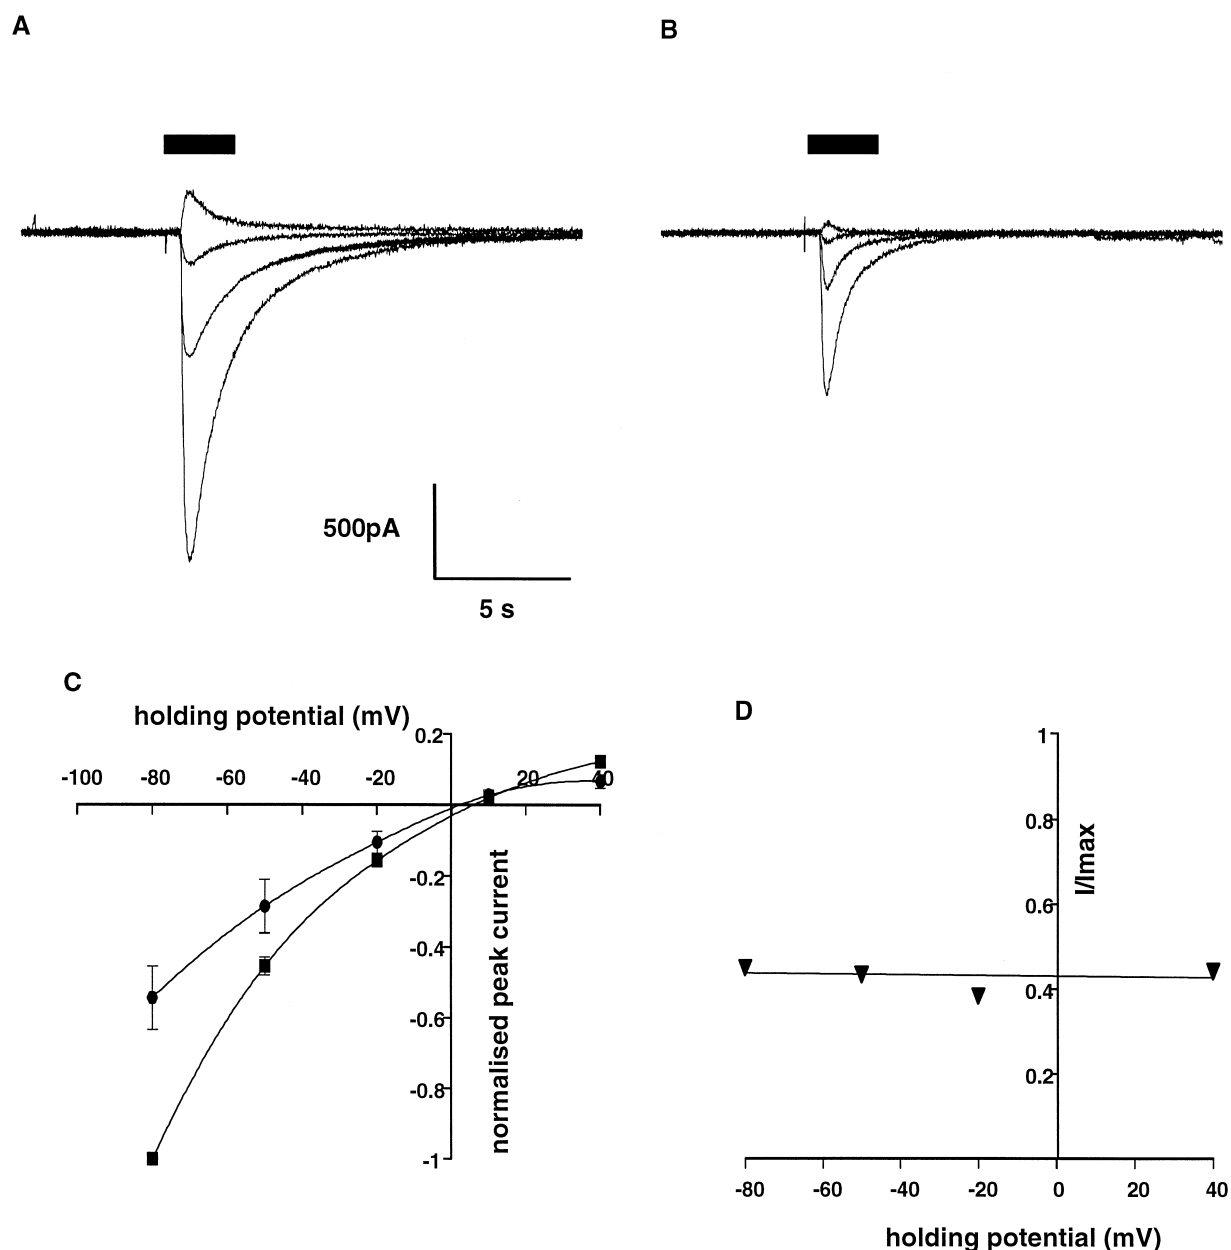 A
B
500pA
5 s
C
holding potential (mV)
0.2
-100 -80 -60 -40 -20 20 40
-0.2
-0.4
-0.6
-0.8
-1
normalised peak current
D
1
0.8
0.6
0.4
0.2
I/Imax
-80 -60 -40 -20 0 20 40
holding potential (mV)